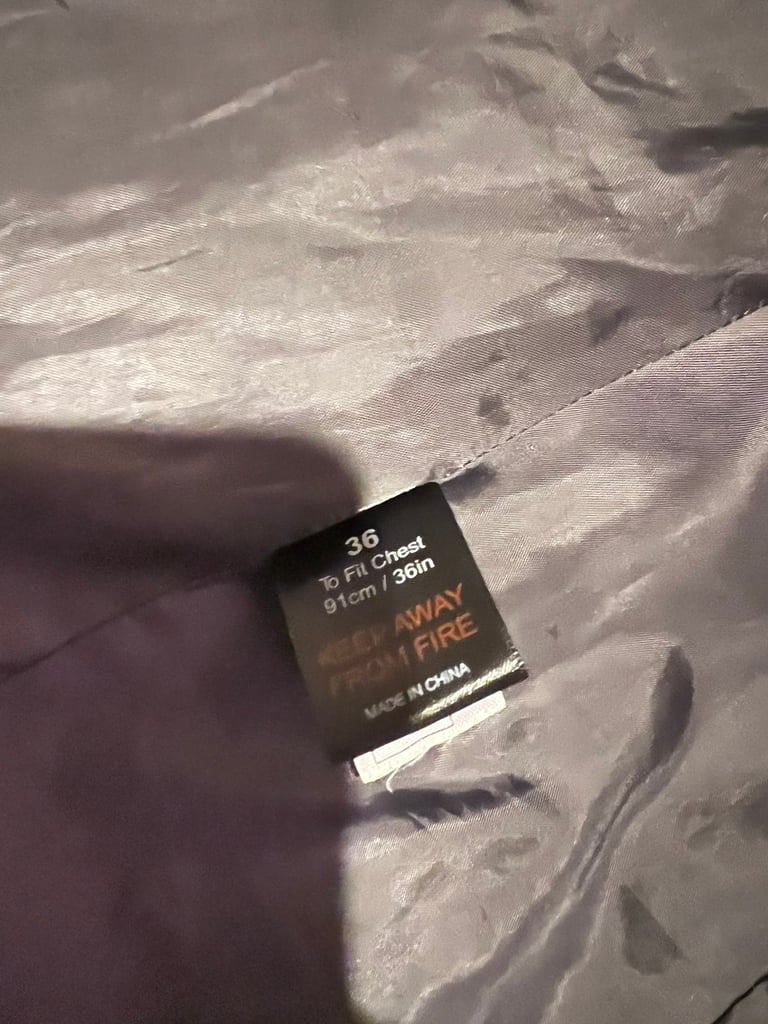 36
To Fit Chest
91cm / 36in
KEEP AWAY
FROM FIRE
MADE IN CHINA